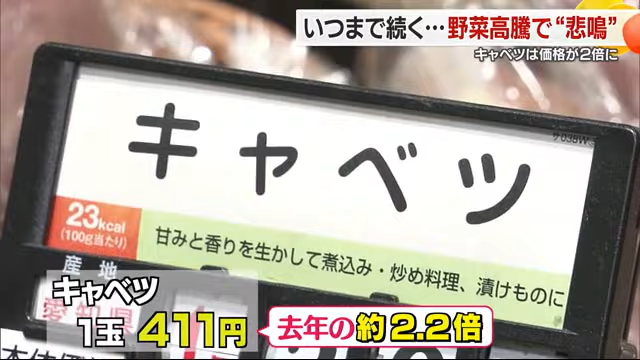 いつまで続く…野菜高騰で“悲鳴”
キャベツは価格が2倍に
キャベツ
23kcal
(100g当たり)
甘みと香りを生かして煮込み・炒め料理、漬けものに
産地
愛知県
キャベツ
1玉 411円
去年の約2.2倍